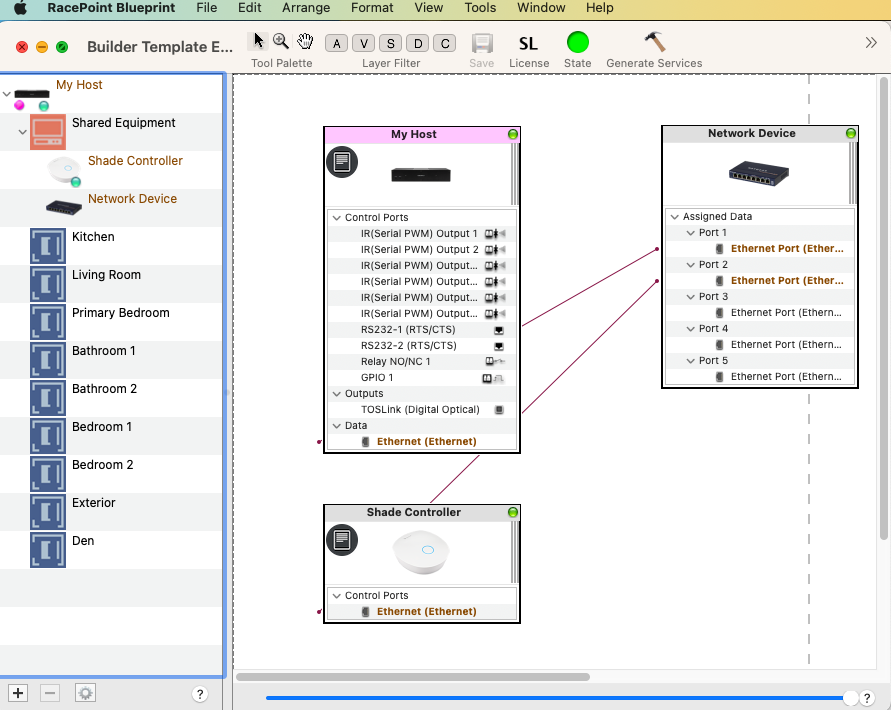 RacePoint Blueprint File Edit Arrange Format View Tools Window Help
Builder Template E...
A V S D C
SL
Tool Palette
Layer Filter
Save
License
State
Generate Services
My Host
Shared Equipment
Shade Controller
Network Device
Kitchen
Living Room
Primary Bedroom
Bathroom 1
Bathroom 2
Bedroom 1
Bedroom 2
Exterior
Den
?
My Host
Control Ports
IR(Serial PWM) Output 1
IR(Serial PWM) Output 2
IR(Serial PWM) Output...
IR(Serial PWM) Output...
IR(Serial PWM) Output...
IR(Serial PWM) Output...
RS232-1 (RTS/CTS)
RS232-2 (RTS/CTS)
Relay NO/NC 1
GPIO 1
Outputs
TOSLink (Digital Optical)
Data
Ethernet (Ethernet)
Shade Controller
Control Ports
Ethernet (Ethernet)
Network Device
Assigned Data
Port 1
Ethernet Port (Ether...
Port 2
Ethernet Port (Ether...
Port 3
Ethernet Port (Ethern...
Port 4
Ethernet Port (Ethern...
Port 5
Ethernet Port (Ethern...
?